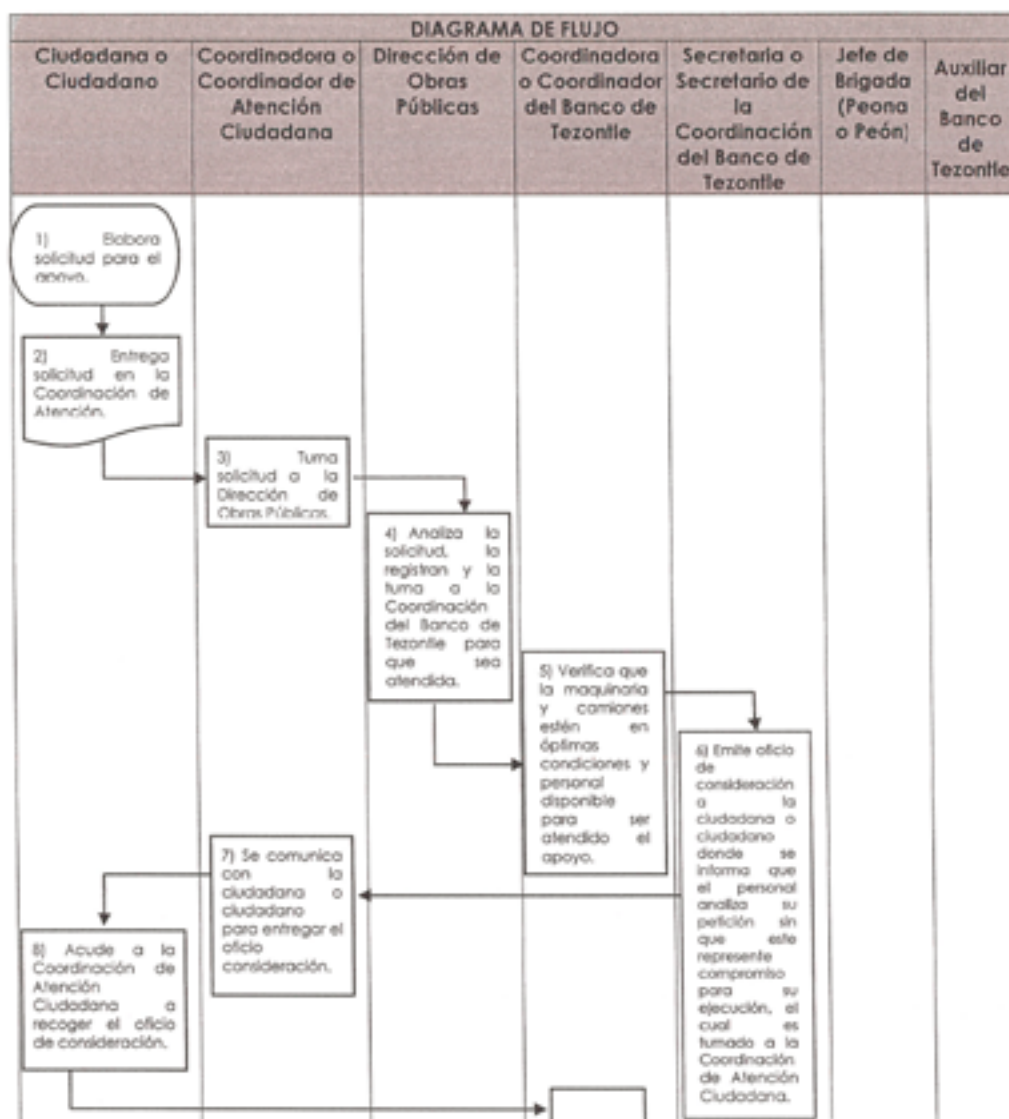 DIAGRAMA DE FLUJO
Ciudadana o
Ciudadano
Coordinadora o
Coordinador de
Atención
Ciudadana
Dirección de
Obras
Públicas
Coordinadora
o Coordinador
del Banco de
Tezontle
Secretaria o
Secretario de
la
Coordinación
del Banco de
Tezontle
Jefe de
Brigada
(Peona
o Peón)
Auxiliar
del
Banco
de
Tezontle
1) Elabora
solicitud para el
apoyo.
2) Entrega
solicitud en la
Coordinación de
Atención.
3) Turna
solicitud a la
Dirección de
Obras Públicas.
4) Analiza la
solicitud, la
registran y la
turna a la
Coordinación
del Banco de
Tezontle para
que sea
atendida.
5) Verifica que
la maquinaria
y camiones
estén en
óptimas
condiciones y
personal
disponible
para ser
atendido el
apoyo.
6) Emite oficio
de
consideración
a la
ciudadana o
ciudadano
donde se
informa que
el personal
analiza su
petición sin
que este
represente
compromiso
para su
ejecución, el
cual es
turnado a la
Coordinación
de Atención
Ciudadana.
7) Se comunica
con la
ciudadana o
ciudadano
para entregar el
oficio
consideración.
8) Acude a la
Coordinación de
Atención
Ciudadana a
recoger el oficio
de consideración.